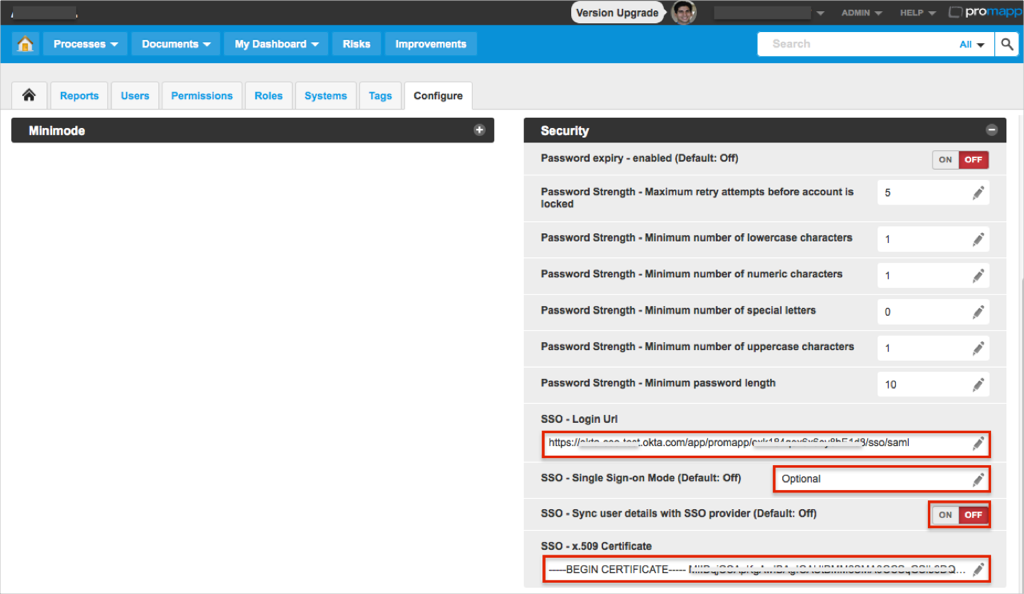 Version Upgrade
ADMIN
HELP
promapp
Processes
Documents
My Dashboard
Risks
Improvements
Search
All
Reports
Users
Permissions
Roles
Systems
Tags
Configure
Minimode
Security
Password expiry - enabled (Default: Off)
ON OFF
Password Strength - Maximum retry attempts before account is
locked
5
Password Strength - Minimum number of lowercase characters
1
Password Strength - Minimum number of numeric characters
1
Password Strength - Minimum number of special letters
0
Password Strength - Minimum number of uppercase characters
1
Password Strength - Minimum password length
10
SSO - Login Url
https:// .okta.com/app/promapp/ /sso/saml
SSO - Single Sign-on Mode (Default: Off)
Optional
SSO - Sync user details with SSO provider (Default: Off)
ON OFF
SSO - x.509 Certificate
-----BEGIN CERTIFICATE-----